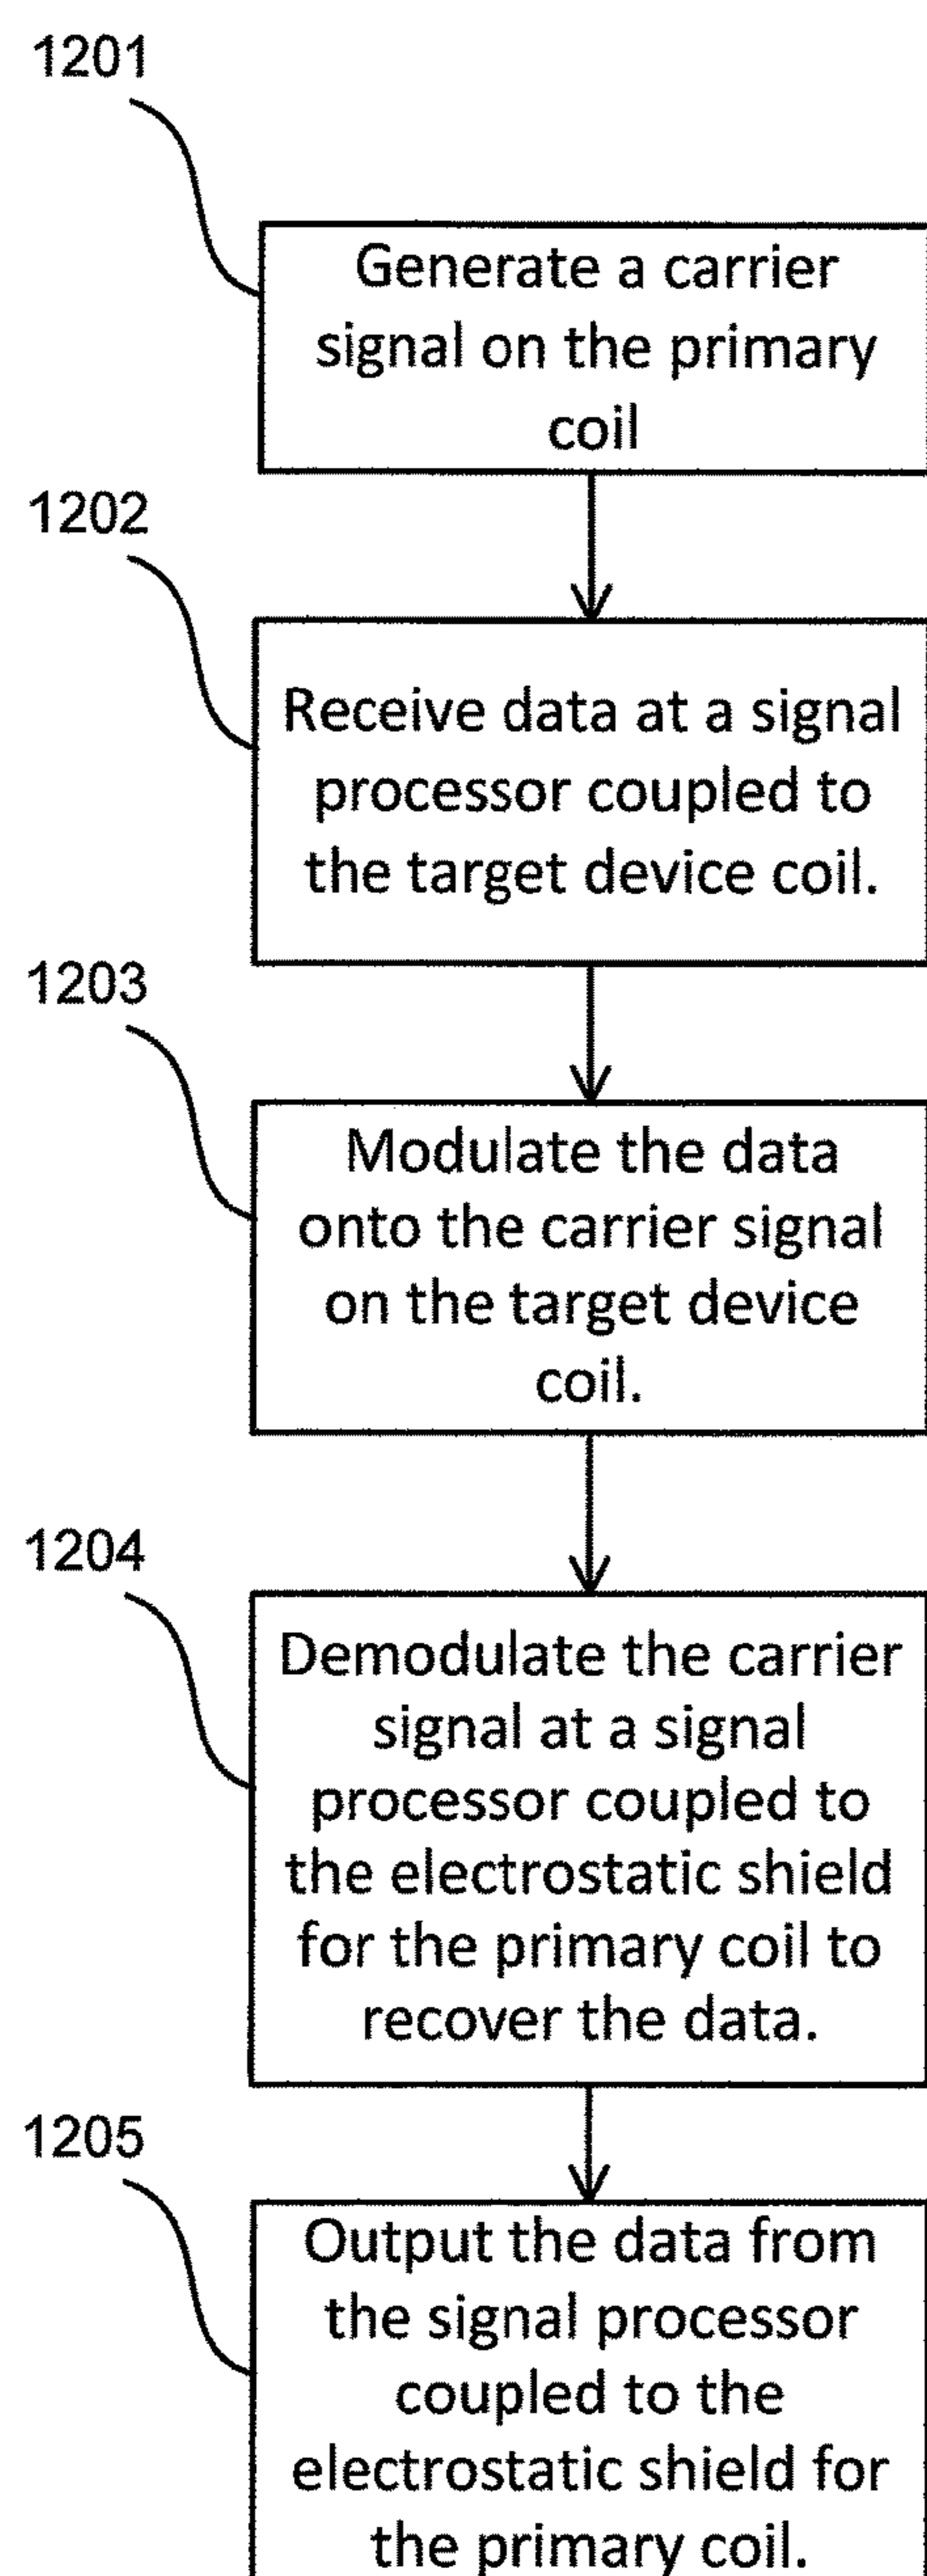 1201
Generate a carrier
signal on the primary
coil
1202
Receive data at a signal
processor coupled to
the target device coil.
1203
Modulate the data
onto the carrier signal
on the target device
coil.
1204
Demodulate the carrier
signal at a signal
processor coupled to
the electrostatic shield
for the primary coil to
recover the data.
1205
Output the data from
the signal processor
coupled to the
electrostatic shield for
the primary coil.